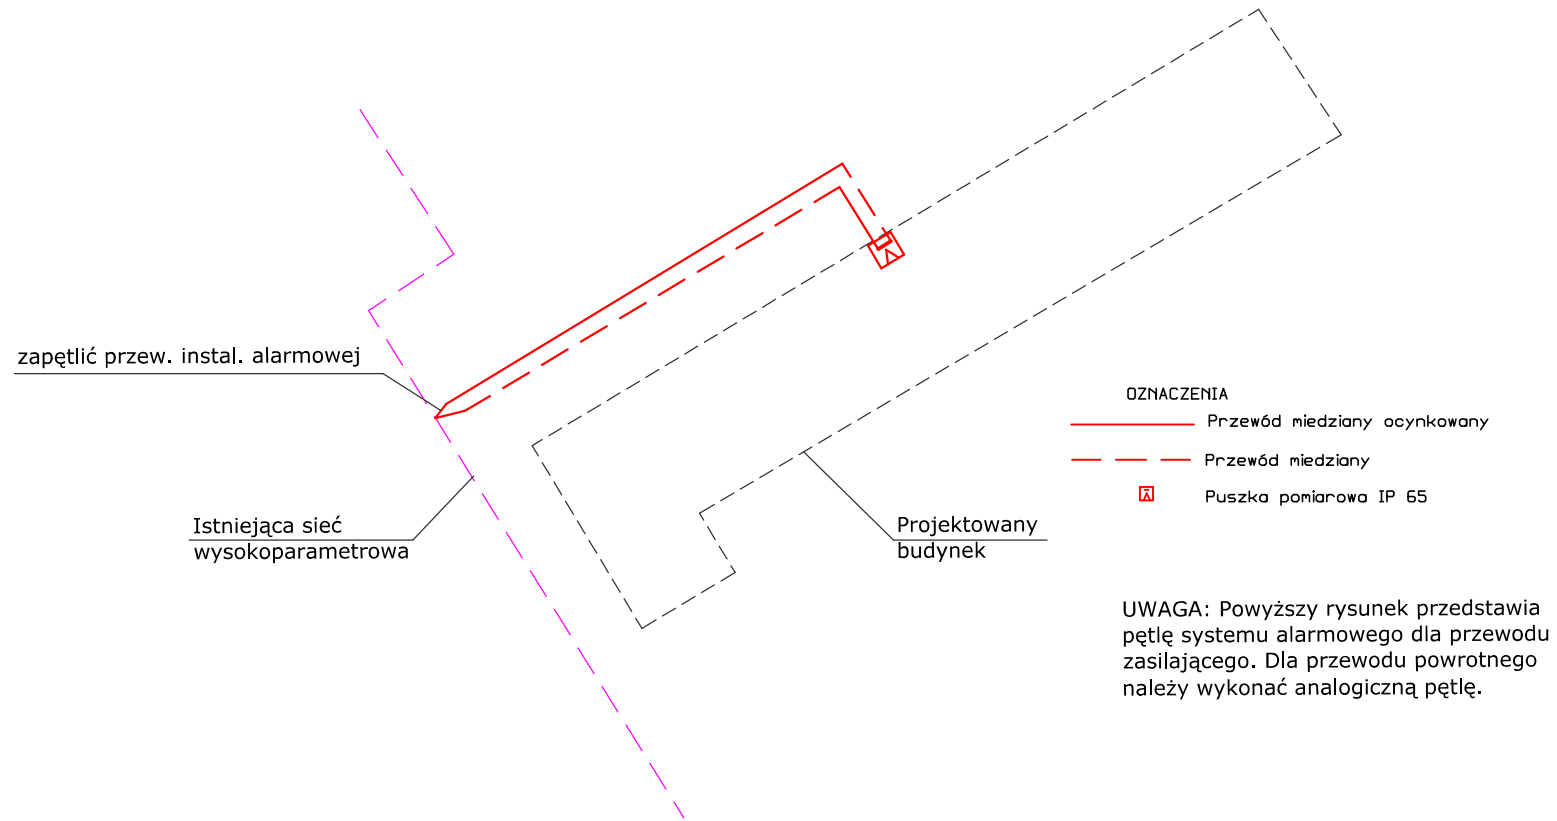 zapętlić przew. instal. alarmowej
Istniejąca sieć
wysokoparametrowa
Projektowany
budynek
OZNACZENIA
Przewód miedziany ocynkowany
Przewód miedziany
Puszka pomiarowa IP 65
UWAGA: Powyższy rysunek przedstawia
pętlę systemu alarmowego dla przewodu
zasilającego. Dla przewodu powrotnego
należy wykonać analogiczną pętlę.